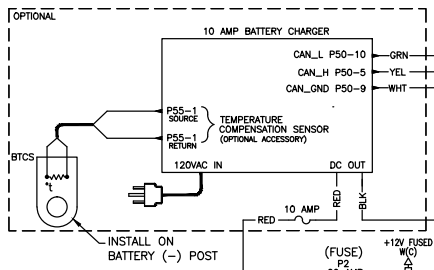 OPTIONAL
10 AMP BATTERY CHARGER
CAN_L P50-10
GRN
CAN_H P50-5
YEL
CAN_GND P50-9
WHT
P55-1
SOURCE
TEMPERATURE
COMPENSATION SENSOR
(OPTIONAL ACCESSORY)
P55-1
RETURN
BTCS
120VAC IN
DC OUT
°t
RED
BLK
RED
10 AMP
INSTALL ON
BATTERY (-) POST
(FUSE)
P2
+12V FUSED
W(C)